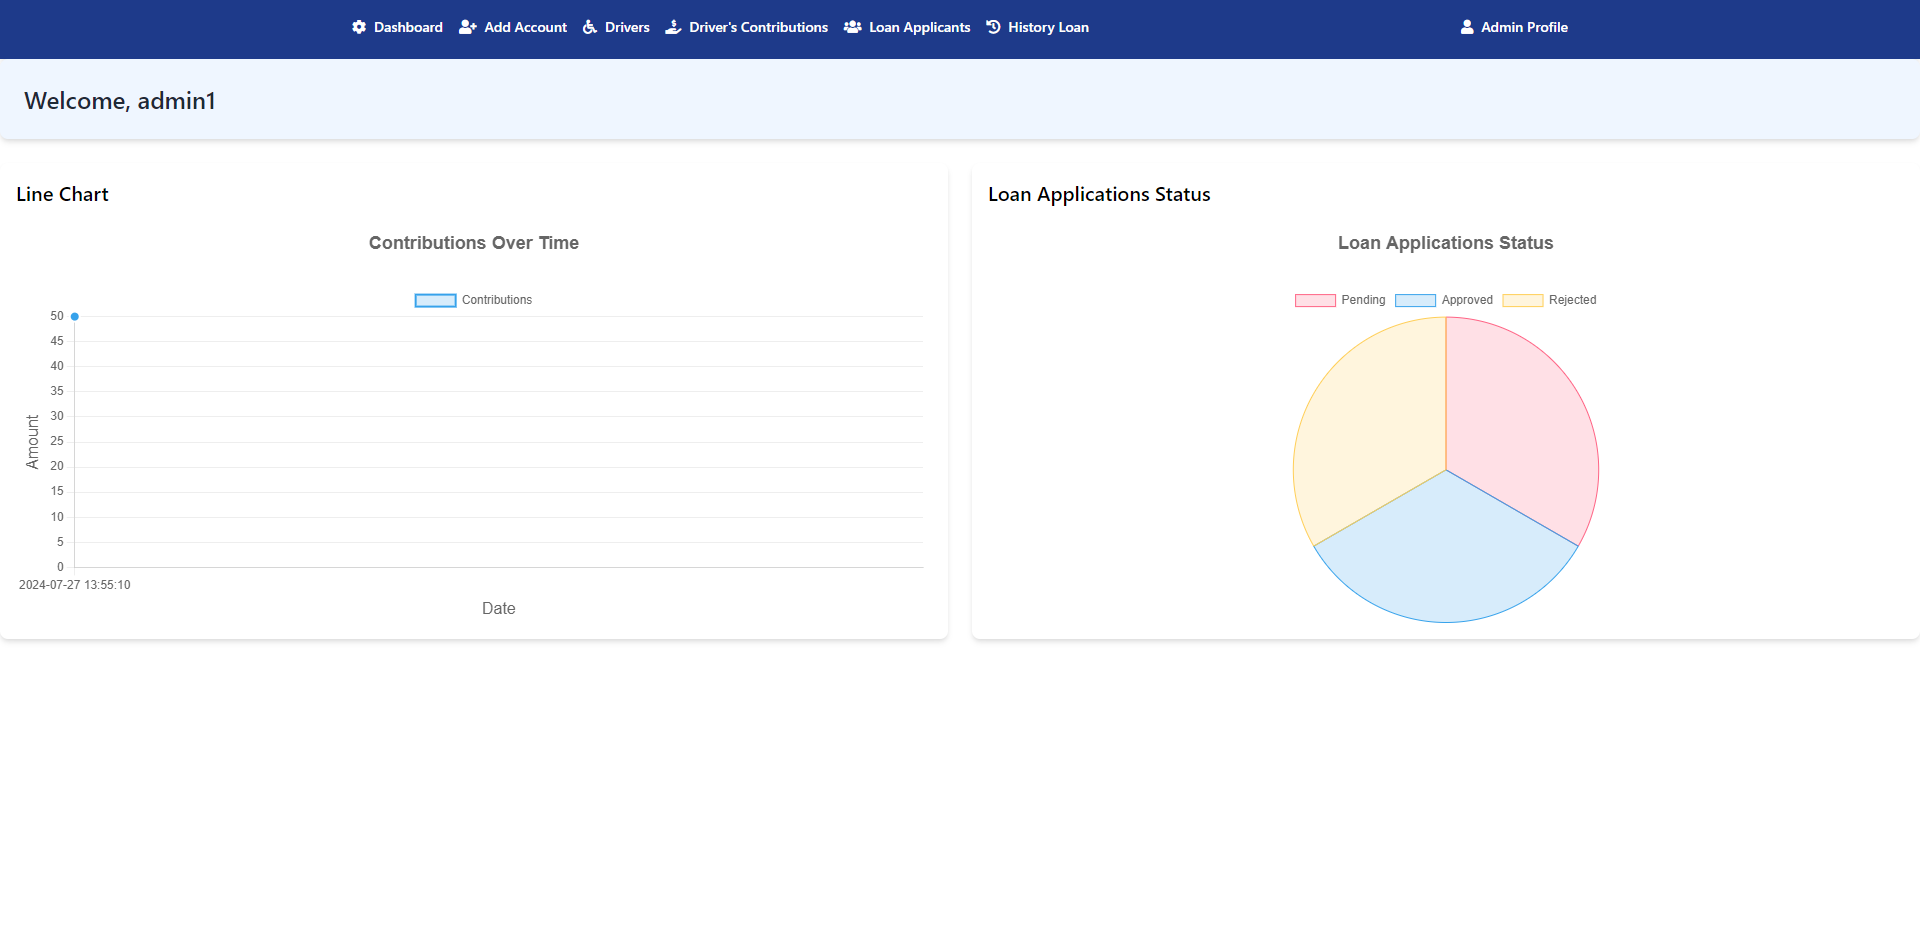 Dashboard Add Account Drivers Driver's Contributions Loan Applicants History Loan Admin Profile
Welcome, admin1
Line Chart
Contributions Over Time
Contributions
50
45
40
35
30
25
20
15
10
5
0
Amount
2024-07-27 13:55:10
Date
Loan Applications Status
Loan Applications Status
Pending Approved Rejected